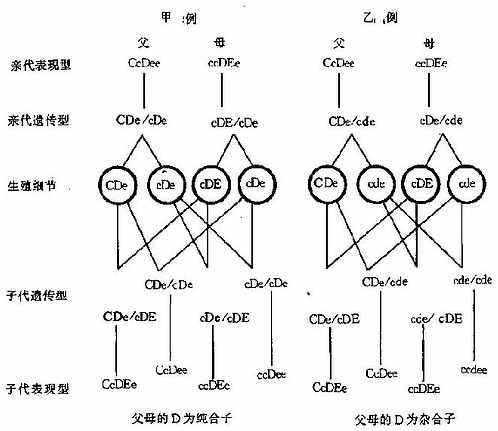 甲 例 乙 例
父 母 父 母
亲代表现型 CcDee ccDEe CcDee ccDEe
亲代遗传型 CDe/cDe cDE/cDe CDe/cde cDe/cde
生殖细节 CDe cDe cDE cDe CDe cde cDE cde
子代遗传型 CDe/cDe cDe/cDe CDe/cde cde/cde
CDe/cDE cDe/cDE CDe/cDE cde/cDE
CcDee ccDee CcDee ccdee
子代表现型 CcDEe ccDEe CcDEe ccDEe
父母的D为纯合子 父母的D为杂合子